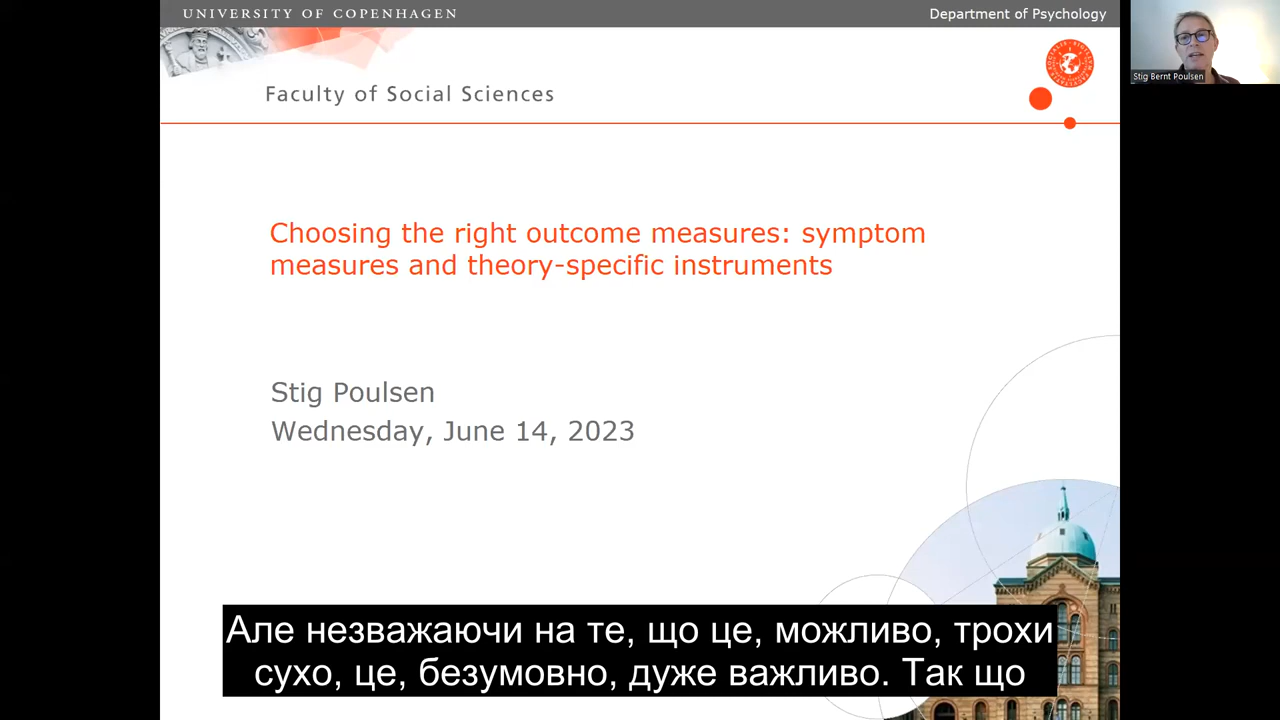 UNIVERSITY OF COPENHAGEN
Department of Psychology
Stig Bernt Poulsen
Faculty of Social Sciences
Choosing the right outcome measures: symptom
measures and theory-specific instruments
Stig Poulsen
Wednesday, June 14, 2023
Але незважаючи на те, що це, можливо, трохи
сухо, це, безумовно, дуже важливо. Так що